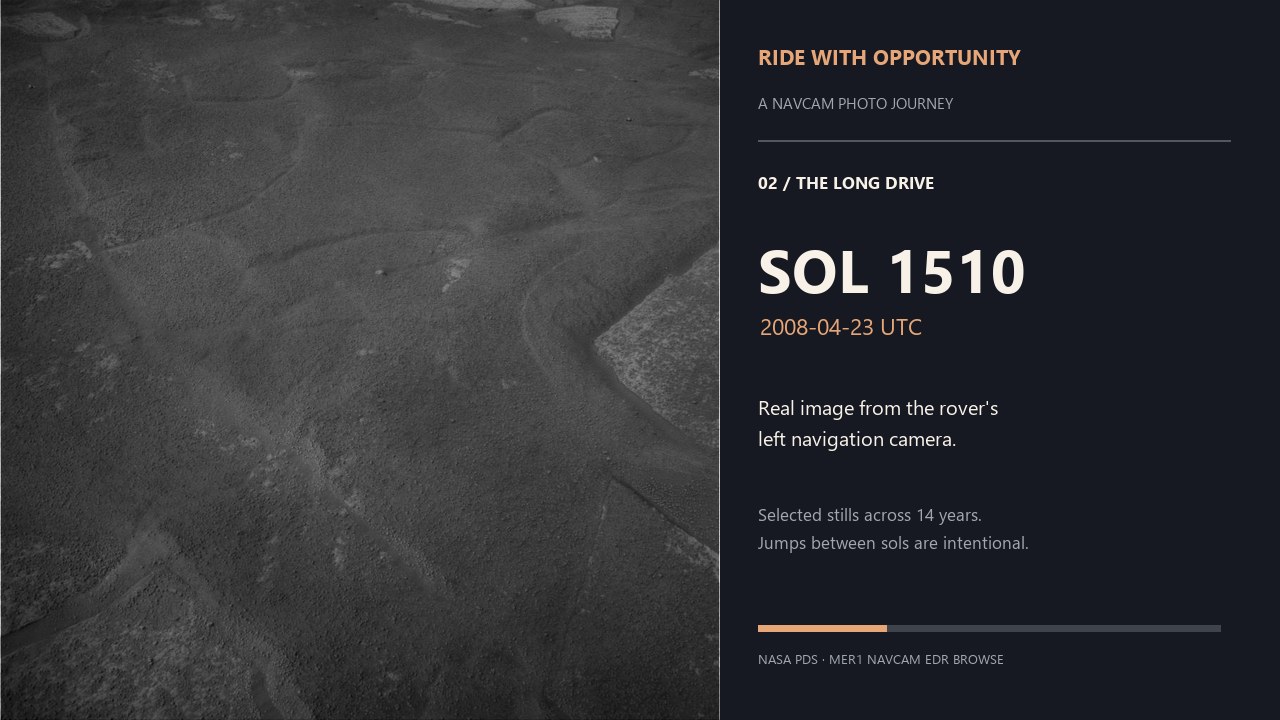 RIDE WITH OPPORTUNITY
A NAVCAM PHOTO JOURNEY
02 / THE LONG DRIVE
SOL 1510
2008-04-23 UTC
Real image from the rover's
left navigation camera.
Selected stills across 14 years.
Jumps between sols are intentional.
NASA PDS · MER1 NAVCAM EDR BROWSE